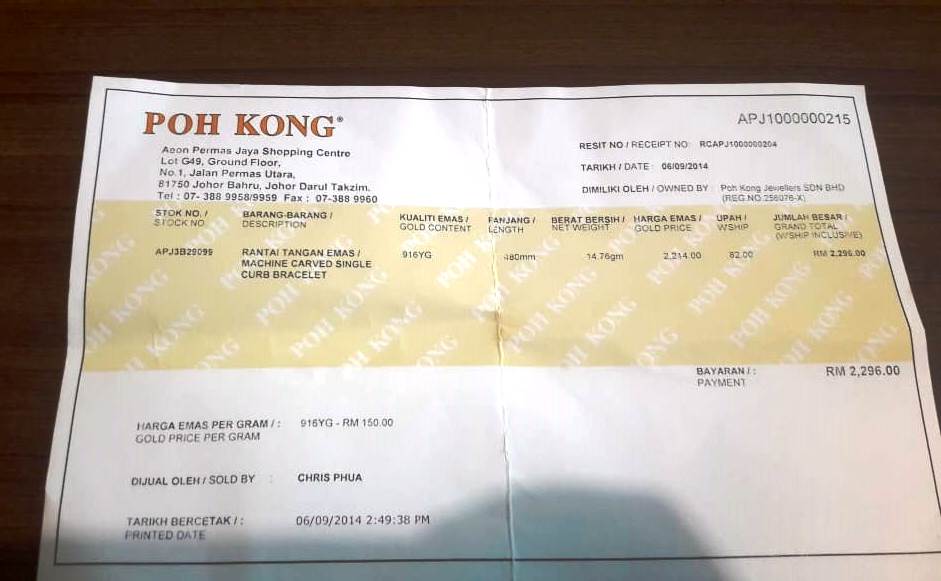 POH KONG®
APJ1000000215
Aeon Permas Jaya Shopping Centre
Lot G49, Ground Floor,
No.1, Jalan Permas Utara,
81750 Johor Bahru, Johor Darul Takzim.
Tel : 07- 388 9958/9959 Fax : 07-388 9960
RESIT NO / RECEIPT NO: RCAPJ1000000204
TARIKH / DATE : 06/09/2014
DIMILIKI OLEH / OWNED BY : Poh Kong Jewellers SDN BHD
(REG.NO.256076-X)
STOK NO. / BARANG-BARANG / KUALITI EMAS / PANJANG / BERAT BERSIH / HARGA EMAS / UPAH / JUMLAH BESAR /
STOCK NO. DESCRIPTION GOLD CONTENT LENGTH NET WEIGHT GOLD PRICE WSHIP GRAND TOTAL
(WSHIP INCLUSIVE)
APJ3B29099 RANTAI TANGAN EMAS / 916YG 14.76gm 2,214.00 82.00 RM 2,296.00
MACHINE CARVED SINGLE
CURB BRACELET
BAYARAN / : RM 2,296.00
PAYMENT
HARGA EMAS PER GRAM / : 916YG - RM 150.00
GOLD PRICE PER GRAM
DIJUAL OLEH / SOLD BY : CHRIS PHUA
TARIKH BERCETAK / : 06/09/2014 2:49:38 PM
PRINTED DATE